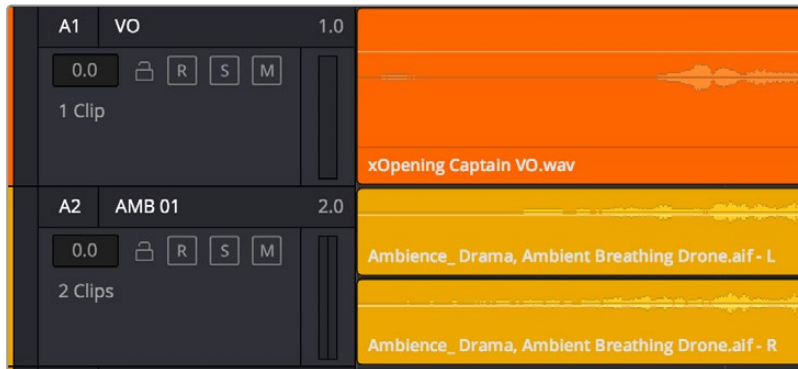 A1 VO 1.0
0.0 R S M
1 Clip
xOpening Captain VO.wav
A2 AMB 01 2.0
0.0 R S M
Ambience_ Drama, Ambient Breathing Drone.aif - L
2 Clips
Ambience_ Drama, Ambient Breathing Drone.aif - R